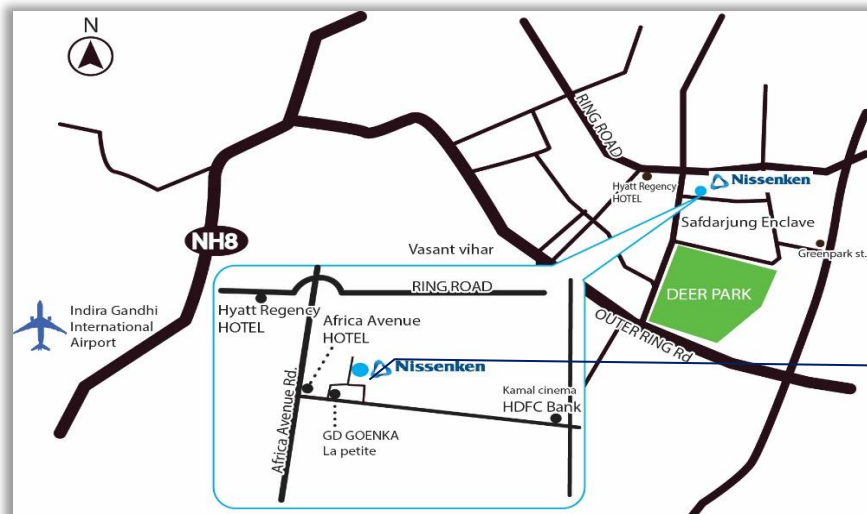 N
RING ROAD
Hyatt Regency
HOTEL
Nissenken
Safdarjung Enclave
Greenpark st.
NH8
Vasant vihar
DEER PARK
OUTER RING Rd
Indira Gandhi
International
Airport
RING ROAD
Hyatt Regency
HOTEL
Africa Avenue
HOTEL
Nissenken
Africa Avenue Rd.
Kamal cinema
HDFC Bank
GD GOENKA
La petite